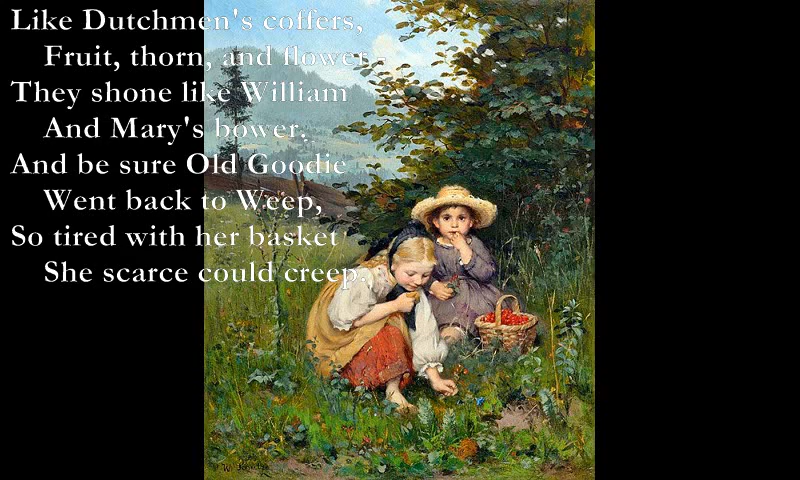 Like Dutchmen's coffers,
Fruit, thorn, and flower
They shone like William
And Mary's bower.
And be sure Old Goodie
Went back to Weep,
So tired with her basket
She scarce could creep.